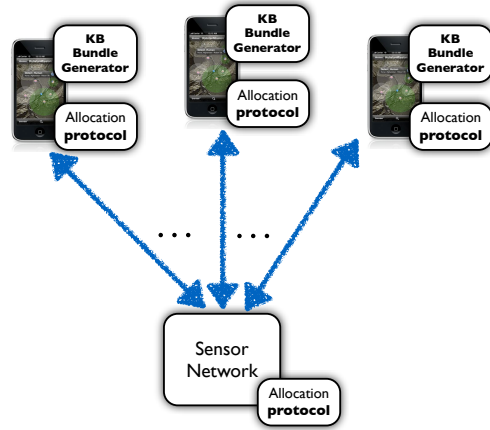 KB
Bundle
Generator
Allocation
protocol
KB
Bundle
Generator
Allocation
protocol
KB
Bundle
Generator
Allocation
protocol
. . .
. . .
Sensor
Network
Allocation
protocol